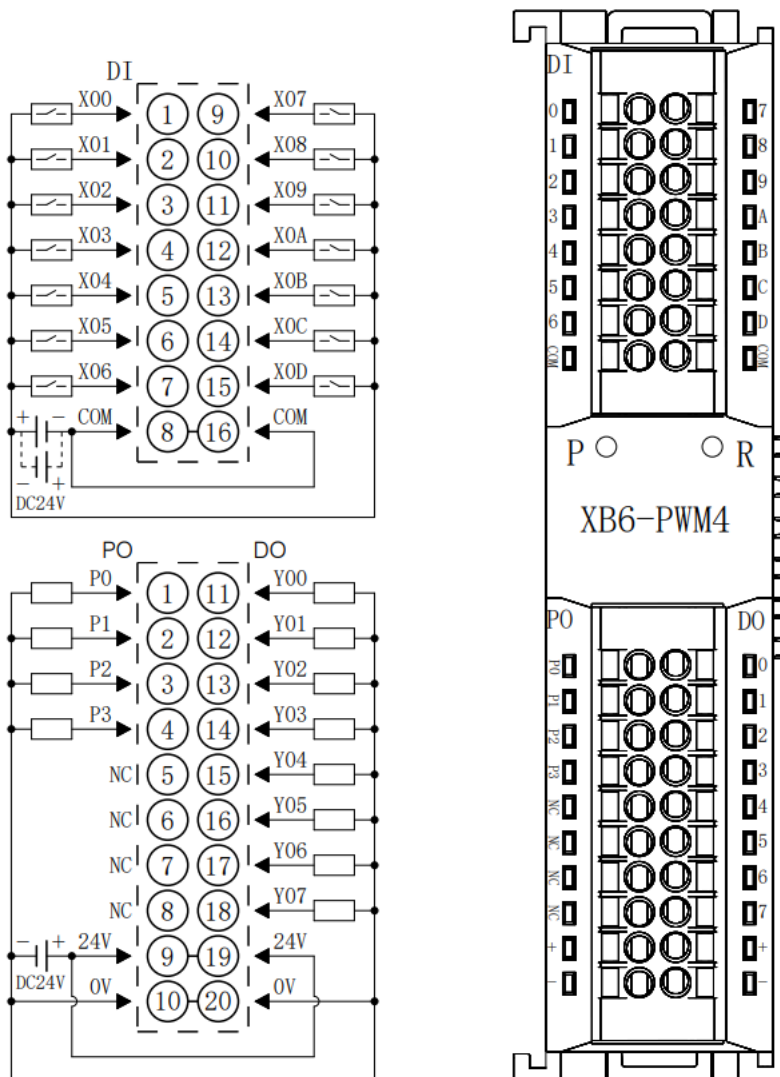 DI
X00 1 9 X07
X01 2 10 X08
X02 3 11 X09
X03 4 12 X0A
X04 5 13 X0B
X05 6 14 X0C
X06 7 15 X0D
+ - COM 8 16 COM
- +
DC24V
PO DO
P0 1 11 Y00
P1 2 12 Y01
P2 3 13 Y02
P3 4 14 Y03
NC 5 15 Y04
NC 6 16 Y05
NC 7 17 Y06
NC 8 18 Y07
- + 24V 9 19 24V
DC24V
0V 10 20 0V
DI
0 7
1 8
2 9
3 A
4 B
5 C
6 D
COM COM
P R
XB6-PWM4
PO DO
P0 0
P1 1
P2 2
P3 3
NC 4
NC 5
NC 6
NC 7
+ +
- -